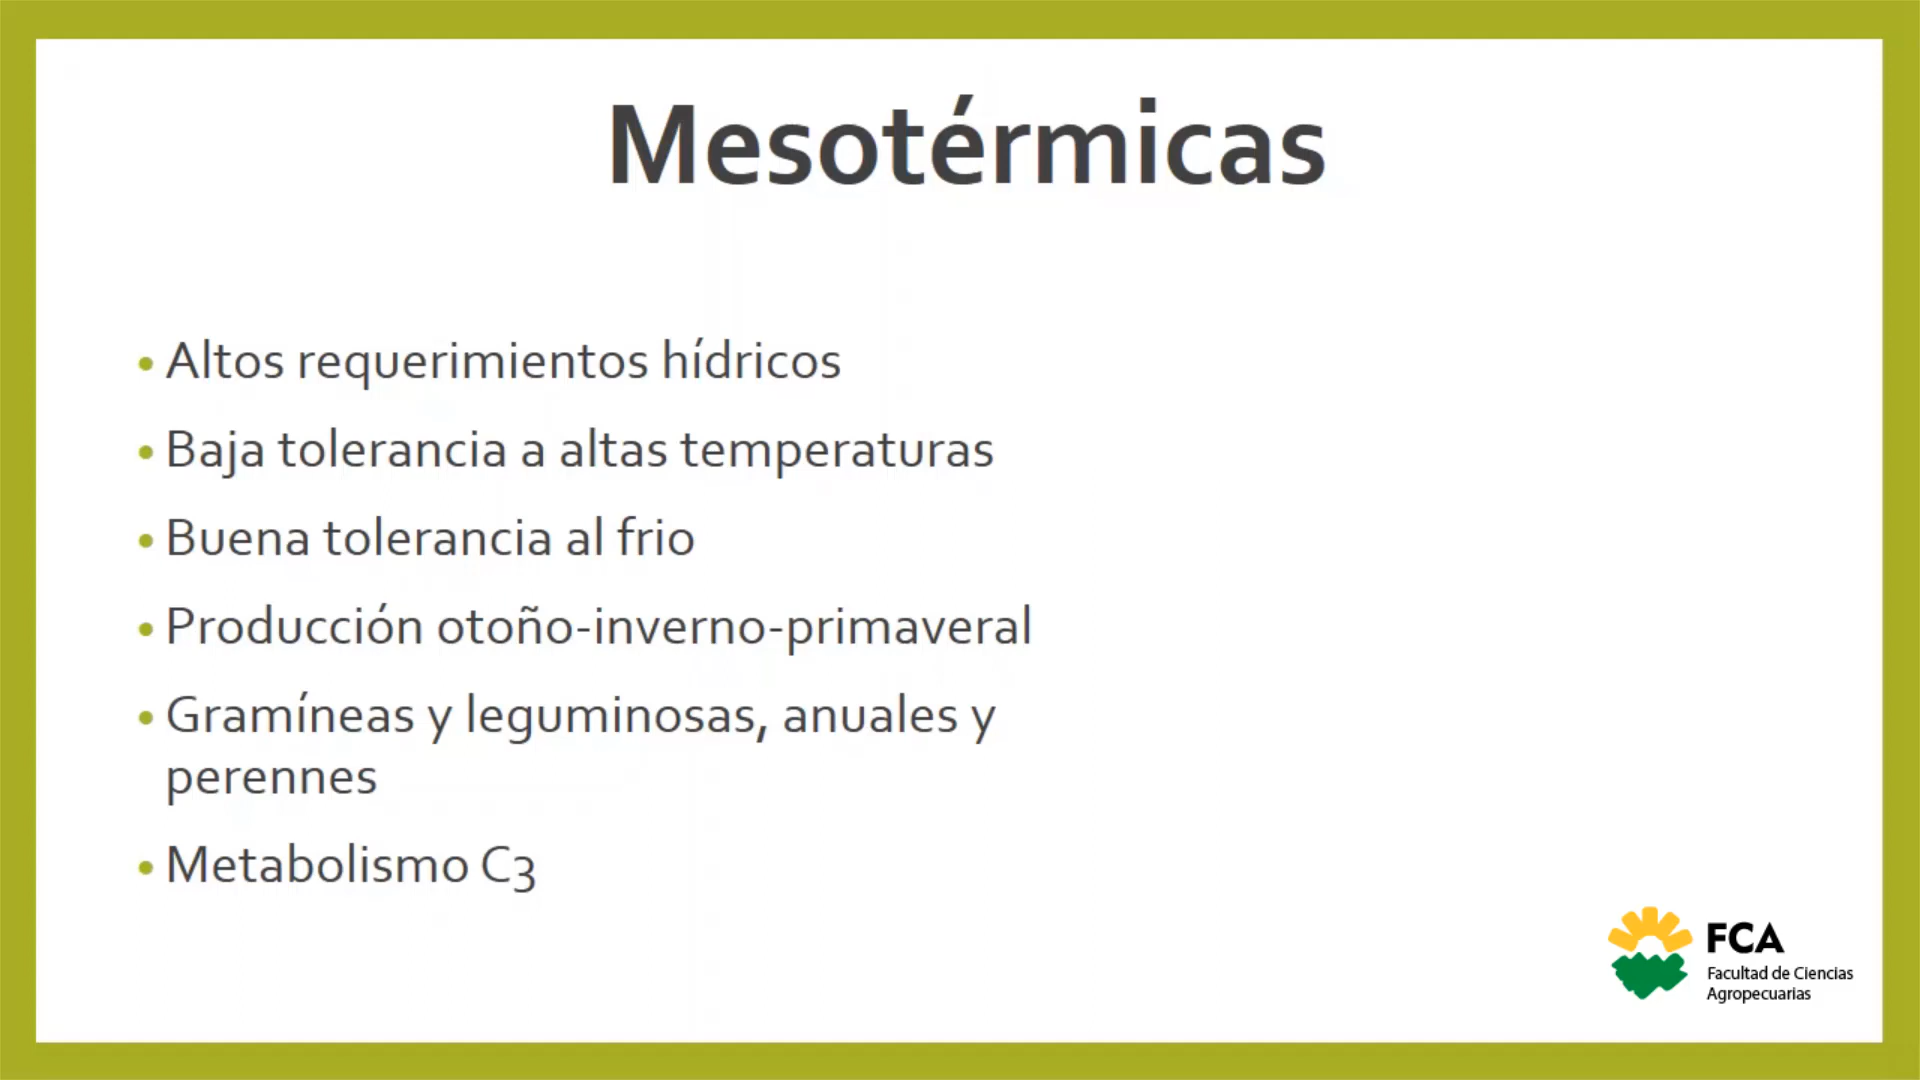 Mesotérmicas
• Altos requerimientos hídricos
• Baja tolerancia a altas temperaturas
• Buena tolerancia al frio
• Producción otoño-inverno-primaveral
• Gramíneas y leguminosas, anuales y
perennes
• Metabolismo C3
FCA
Facultad de Ciencias
Agropecuarias